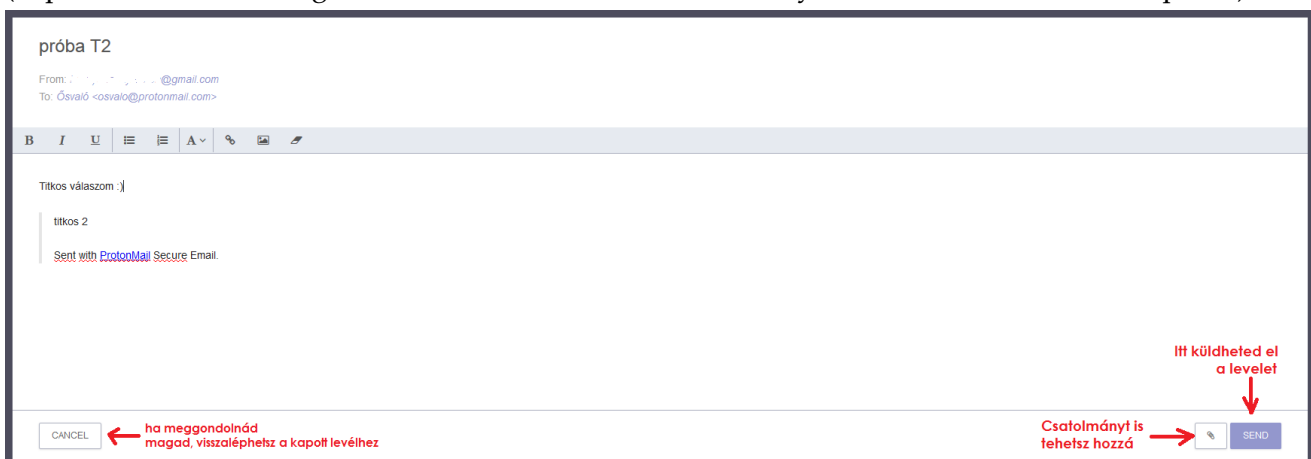 próba T2
From: @gmail.com
To: Ősvaló <osvalo@protonmail.com>
B I U A
Titkos válaszom :)
titkos 2
Sent with ProtonMail Secure Email.
Itt küldheted el
a levelet
CANCEL
ha meggondolnád
magad, visszaléphetsz a kapott levélhez
Csatolmányt is
tehetsz hozzá
SEND